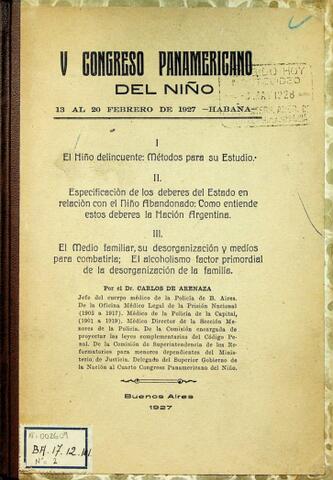 V CONGRESO PANAMERICANO
DEL NIÑO
13 AL 20 FEBRERO DE 1927 —HABANA—
I
El Niño delincuente: Métodos para su Estudio.
II.
Especificación de los deberes del Estado en
relación con el Niño Abandonado: Como entiende
estos deberes la Nación Argentina.
III.
El Medio familiar, su desorganización y medios
para combatirla; El alcoholismo factor primordial
de la desorganización de la familia.
Por el Dr. CARLOS DE ARENAZA
Jefe del cuerpo médico de la Policía de B. Aires.
De la Oficina Médico Legal de la Prisión Nacional
(1905 a 1917). Médico de la Policía de la Capital,
(1901 a 1919). Médico Director de la Sección Me-
nores de la Policía. De la Comisión encargada de
proyectar las leyes complementarias del Código Pe-
nal. De la Comisión de Superintendencia de los Re-
formatorios para menores dependientes del Minis-
terio de Justicia. Delegado del Superior Gobierno de
la Nación al Cuarto Congreso Panamericano del Niño.
Buenos Aires
1927
N: 002609
BA.17.12.
Nº 2